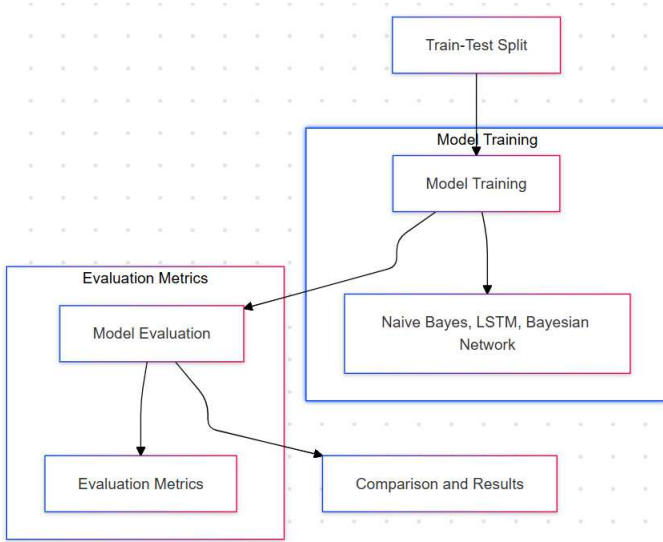 Train-Test Split
Model Training
Model Training
Naive Bayes, LSTM, Bayesian
Network
Evaluation Metrics
Model Evaluation
Evaluation Metrics
Comparison and Results